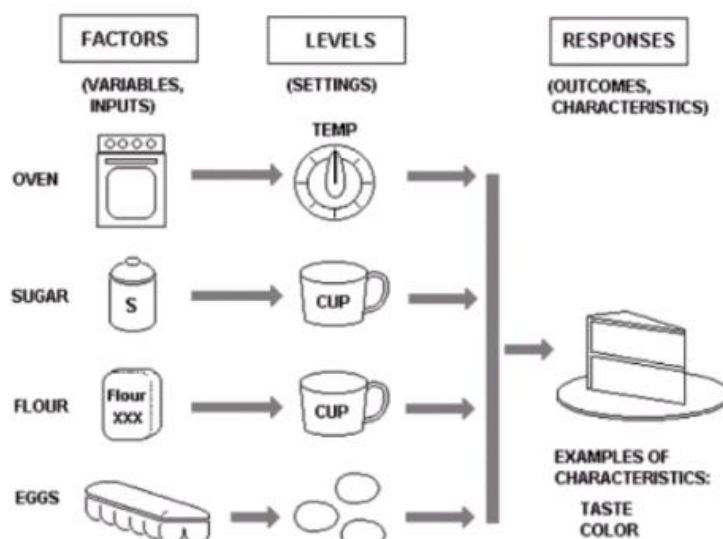 FACTORS
LEVELS
RESPONSES
(VARIABLES,
INPUTS)
(SETTINGS)
(OUTCOMES,
CHARACTERISTICS)
TEMP
OVEN
SUGAR
S
CUP
FLOUR
Flour
XXX
CUP
EGGS
EXAMPLES OF
CHARACTERISTICS:
TASTE
COLOR